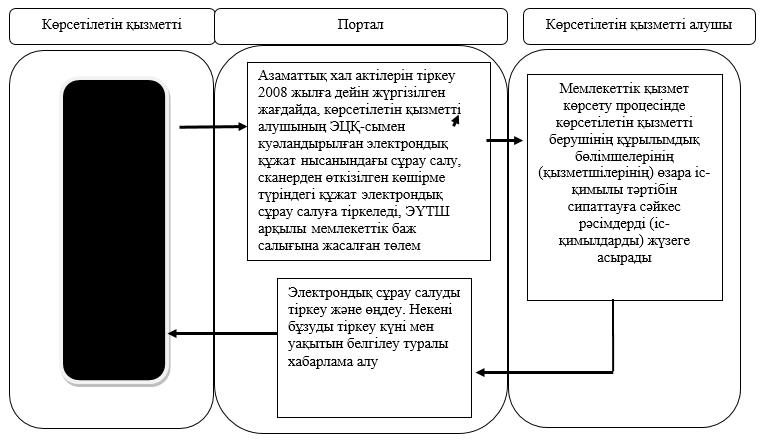 Көрсетілетін қызметті
Портал
Көрсетілетін қызметті алушы
Азаматтық хал актілерін тіркеу
2008 жылға дейін жүргізілген
жағдайда, көрсетілетін қызметті
алушының ЭЦҚ-сымен
куәландырылған электрондық
құжат нысанындағы сұрау салу,
сканерден өткізілген көшірме
түріндегі құжат электрондық
сұрау салуға тіркеледі, ЭҮТШ
арқылы мемлекеттік баж
салығына жасалған төлем
Мемлекеттік қызмет
көрсету процесінде
көрсетілетін қызметті
берушінің құрылымдық
бөлімшелерінің
(қызметшілерінің) өзара іс-
қимылы тәртібін
сипаттауға сәйкес
рәсімдерді (іс-
қимылдарды) жүзеге
асырады
Электрондық сұрау салуды
тіркеу және өңдеу. Некені
бұзуды тіркеу күні мен
уақытын белгілеу туралы
хабарлама алу